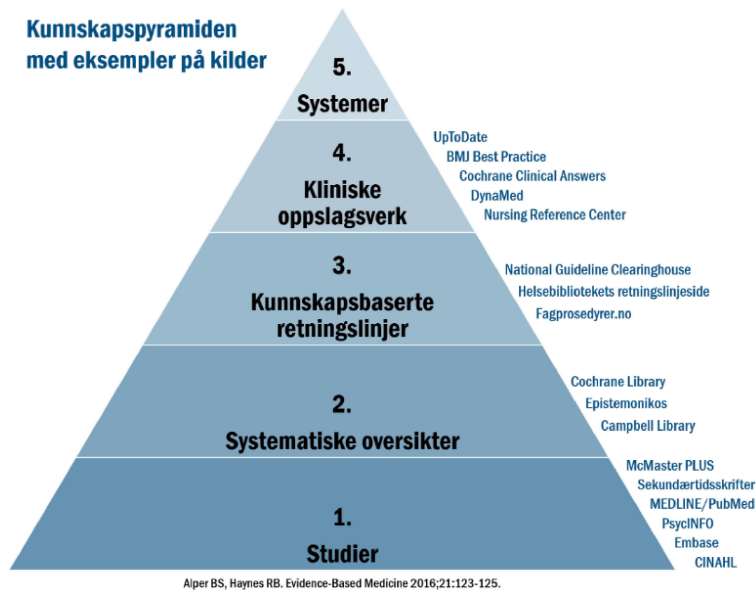 Kunnskapspyramiden
med eksempler på kilder
5.
Systemer
4.
Kliniske
oppslagsverk
UpToDate
BMJ Best Practice
Cochrane Clinical Answers
DynaMed
Nursing Reference Center
3.
Kunnskapsbaserte
retningslinjer
National Guideline Clearinghouse
Helsebibliotekets retningslinjeside
Fagprosedyrer.no
2.
Systematiske oversikter
Cochrane Library
Epistemonikos
Campbell Library
1.
Studier
McMaster PLUS
Sekundærtidsskrifter
MEDLINE/PubMed
PsycINFO
Embase
CINAHL
Alper BS, Haynes RB. Evidence-Based Medicine 2016;21:123-125.